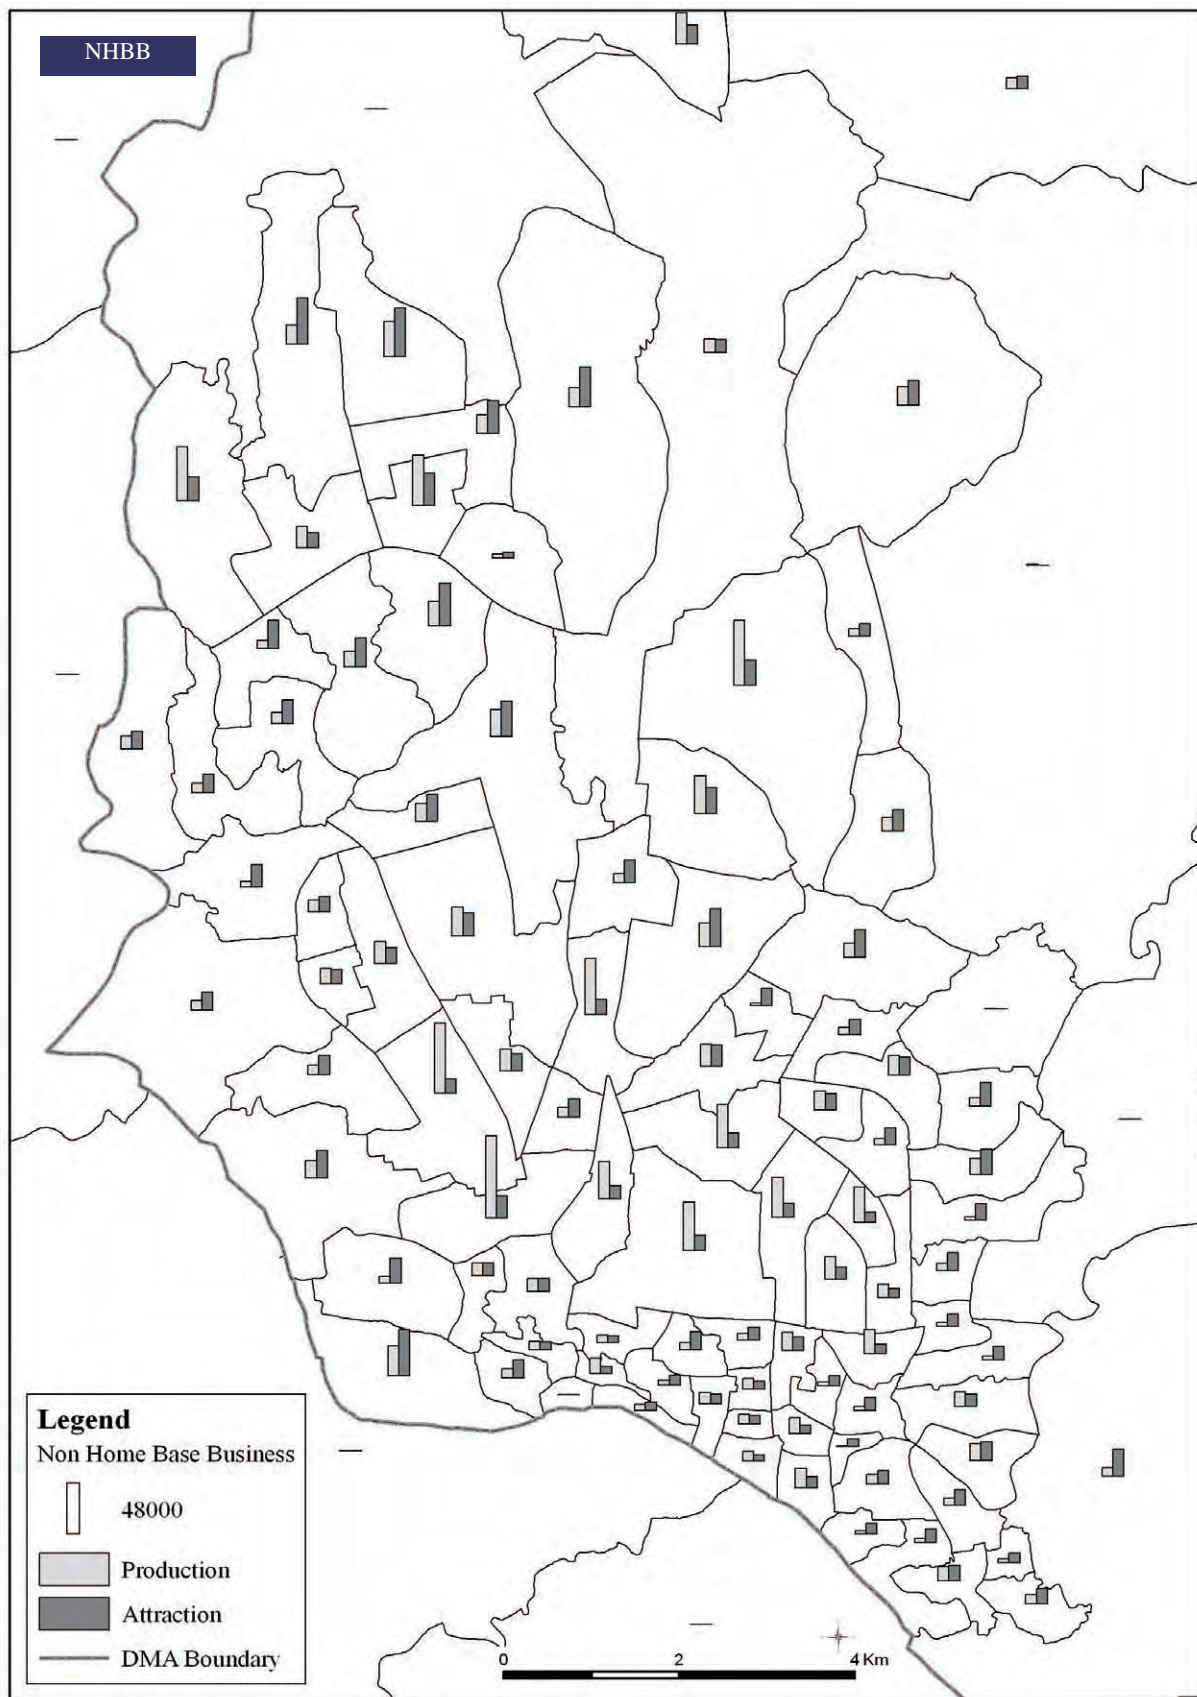 NHBB
Legend
Non Home Base Business
48000
Production
Attraction
DMA Boundary
0 2 4 Km